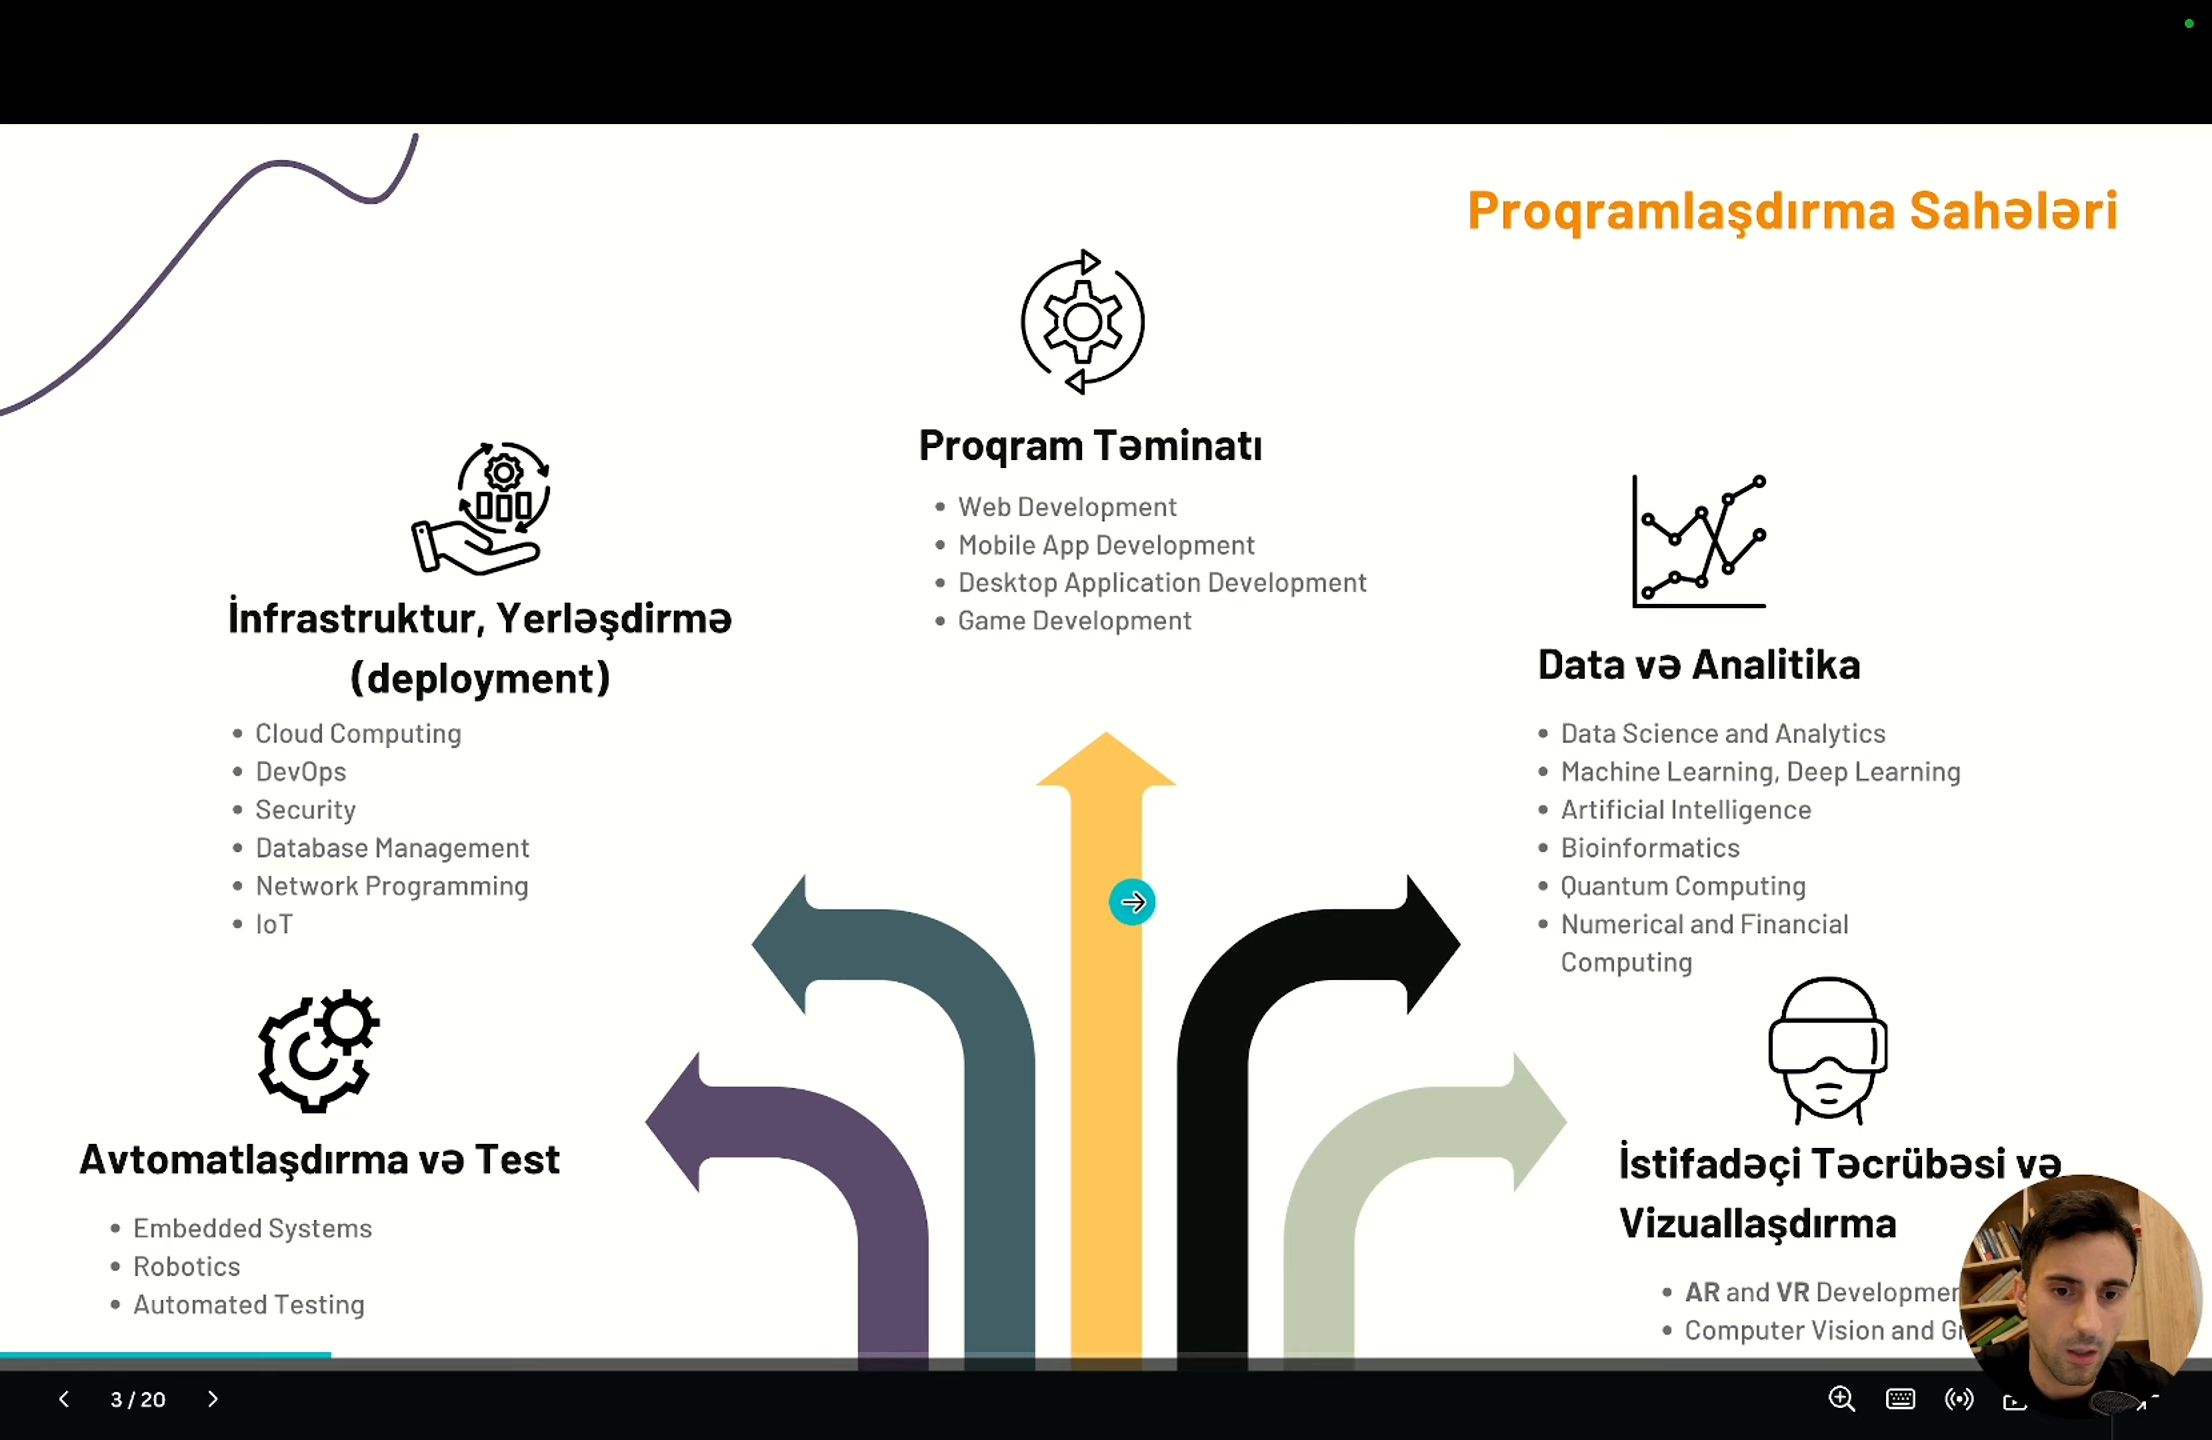 Proqramlaşdırma Sahələri
Proqram Təminatı
• Web Development
• Mobile App Development
• Desktop Application Development
• Game Development
İnfrastruktur, Yerləşdirmə
(deployment)
• Cloud Computing
• DevOps
• Security
• Database Management
• Network Programming
• IoT
Data və Analitika
• Data Science and Analytics
• Machine Learning, Deep Learning
• Artificial Intelligence
• Bioinformatics
• Quantum Computing
• Numerical and Financial
Computing
Avtomatlaşdırma və Test
• Embedded Systems
• Robotics
• Automated Testing
İstifadəçi Təcrübəsi və
Vizuallaşdırma
• AR and VR
• Computer Vision and
3 / 20